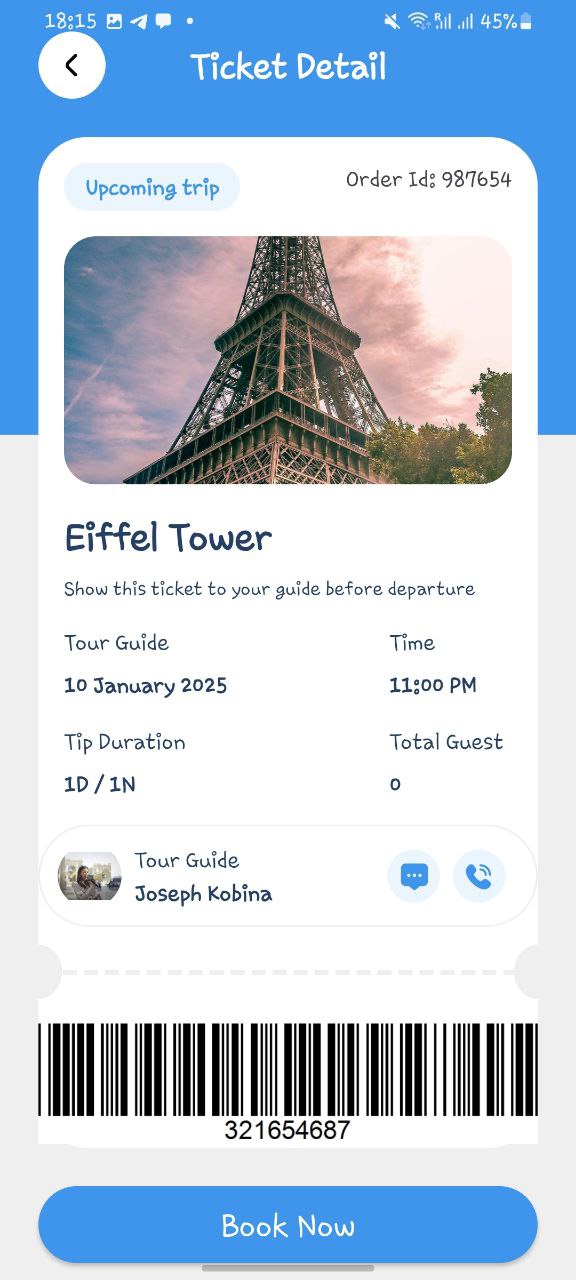 18:15 45%
Ticket Detail
Upcoming trip
Order Id: 987654
Eiffel Tower
Show this ticket to your guide before departure
Tour Guide Time
10 January 2025 11:00 PM
Tip Duration Total Guest
1D / 1N 0
Tour Guide
Joseph Kobina
321654687
Book Now